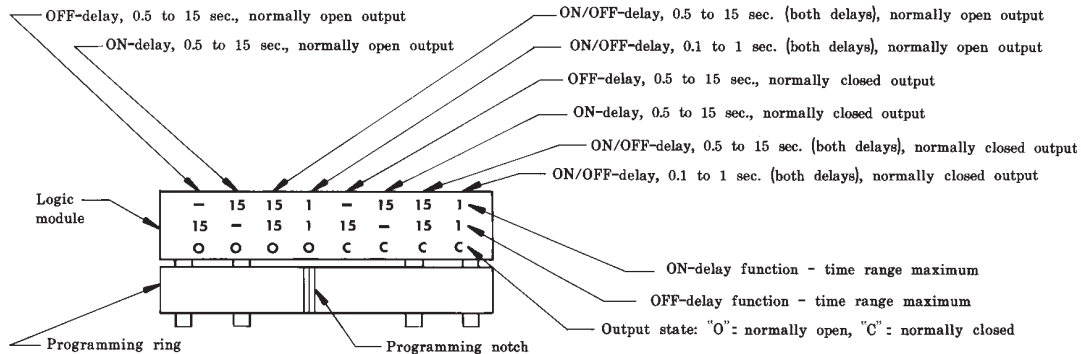 OFF-delay, 0.5 to 15 sec., normally open output
ON-delay, 0.5 to 15 sec., normally open output
ON/OFF-delay, 0.5 to 15 sec. (both delays), normally open output
ON/OFF-delay, 0.1 to 1 sec. (both delays), normally open output
OFF-delay, 0.5 to 15 sec., normally closed output
ON-delay, 0.5 to 15 sec., normally closed output
ON/OFF-delay, 0.5 to 15 sec. (both delays), normally closed output
ON/OFF-delay, 0.1 to 1 sec. (both delays), normally closed output
Logic
module
– 15 15 1 – 15 15 1
15 – 15 1 15 – 15 1
O O O O C C C C
ON-delay function - time range maximum
OFF-delay function - time range maximum
Output state: "O": normally open, "C": normally closed
Programming ring
Programming notch